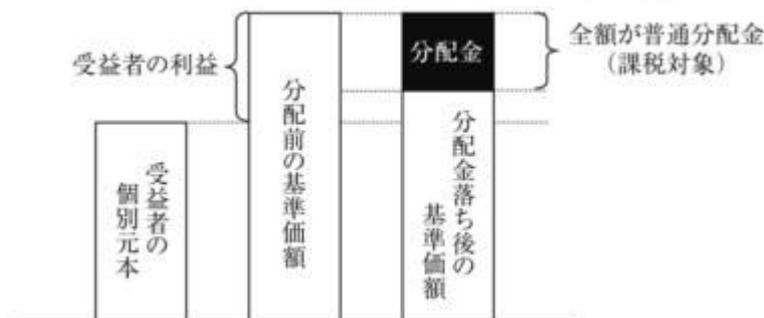 受益者の利益
分配金
全額が普通分配金
（課税対象）
受益者の
個別元本
分配前の基準価額
分配金落ち後の
基準価額